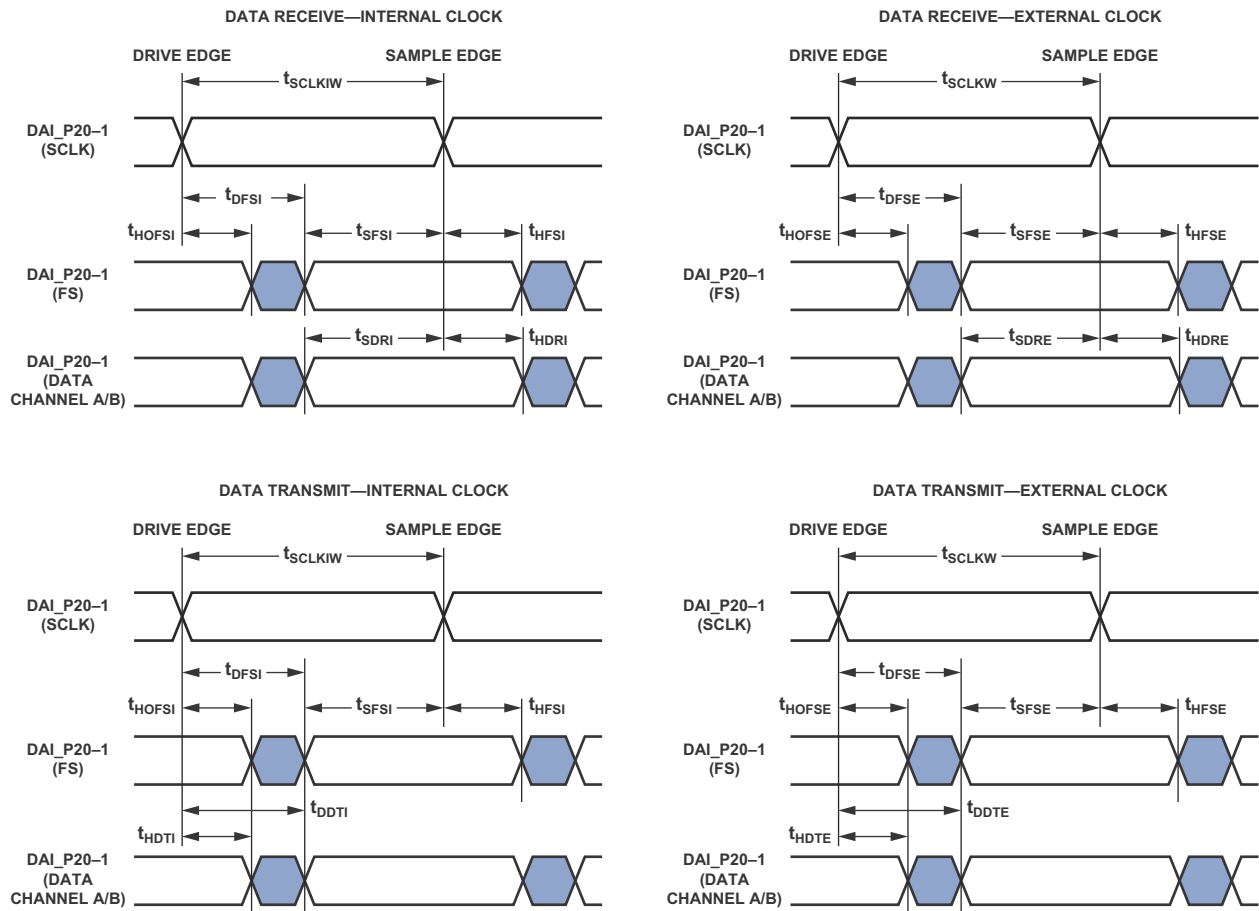 DATA RECEIVE—INTERNAL CLOCK
DRIVE EDGE
SAMPLE EDGE
tSCLKIW
DAI_P20–1
(SCLK)
tDFSI
tHOFSI
tSFSI
tHFSI
DAI_P20–1
(FS)
tSDRI
tHDRI
DAI_P20–1
(DATA
CHANNEL A/B)
DATA RECEIVE—EXTERNAL CLOCK
DRIVE EDGE
SAMPLE EDGE
tSCLKW
DAI_P20–1
(SCLK)
tDFSE
tHOFSE
tSFSE
tHFSE
DAI_P20–1
(FS)
tSDRE
tHDRE
DAI_P20–1
(DATA
CHANNEL A/B)
DATA TRANSMIT—INTERNAL CLOCK
DRIVE EDGE
SAMPLE EDGE
tSCLKIW
DAI_P20–1
(SCLK)
tDFSI
tHOFSI
tSFSI
tHFSI
DAI_P20–1
(FS)
tDDTI
tHDTI
DAI_P20–1
(DATA
CHANNEL A/B)
DATA TRANSMIT—EXTERNAL CLOCK
DRIVE EDGE
SAMPLE EDGE
tSCLKW
DAI_P20–1
(SCLK)
tDFSE
tHOFSE
tSFSE
tHFSE
DAI_P20–1
(FS)
tDDTE
tHDTE
DAI_P20–1
(DATA
CHANNEL A/B)